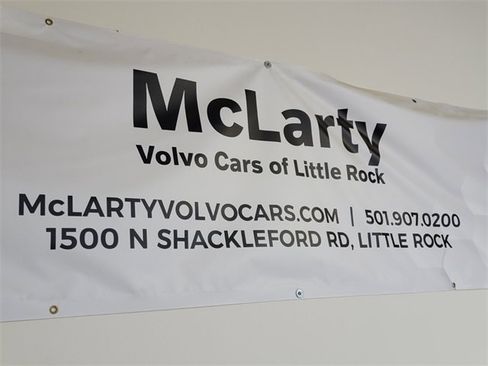 McLarty
Volvo Cars of Little Rock
McLARTYVOLVOCARS.COM | 501.907.0200
1500 N SHACKLEFORD RD, LITTLE ROCK